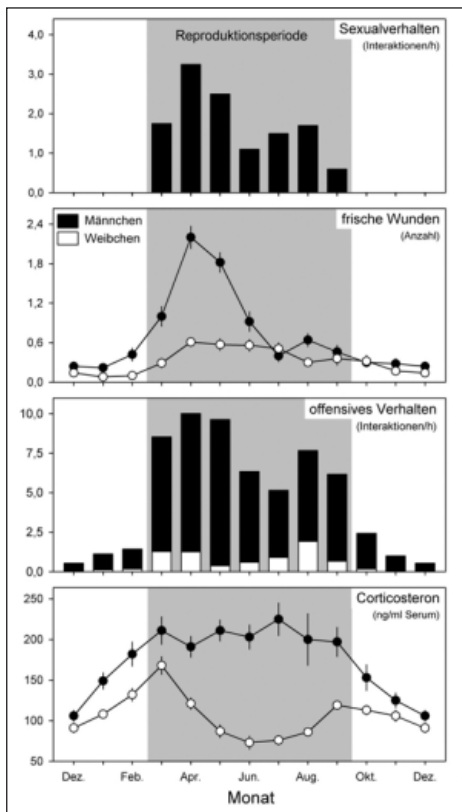 Reproduktionsperiode
Sexualverhalten
(Interaktionen/h)
4,0
3,0
2,0
1,0
0,0
Männchen
Weibchen
frische Wunden
(Anzahl)
2,4
1,8
1,2
0,6
0,0
offensives Verhalten
(Interaktionen/h)
10,0
7,5
5,0
2,5
0,0
Corticosteron
(ng/ml Serum)
250
200
150
100
50
Dez. Feb. Apr. Jun. Aug. Okt. Dez.
Monat